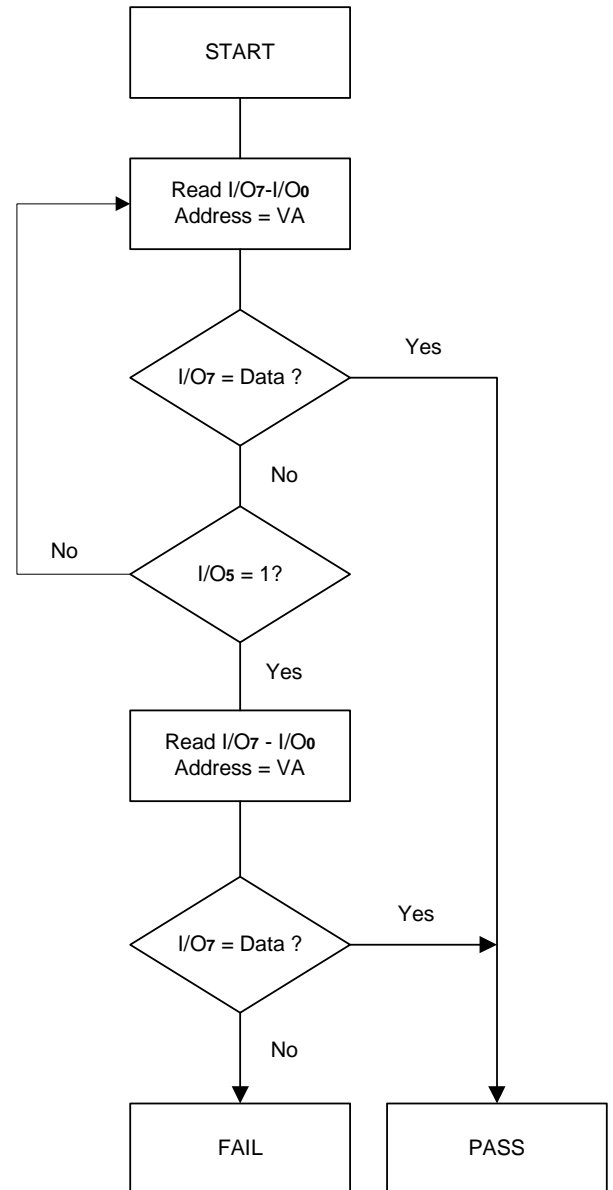 START
Read I/O7-I/O0
Address = VA
I/O7 = Data ?
Yes
No
I/O5 = 1?
No
Yes
Read I/O7 - I/O0
Address = VA
I/O7 = Data ?
Yes
No
FAIL
PASS